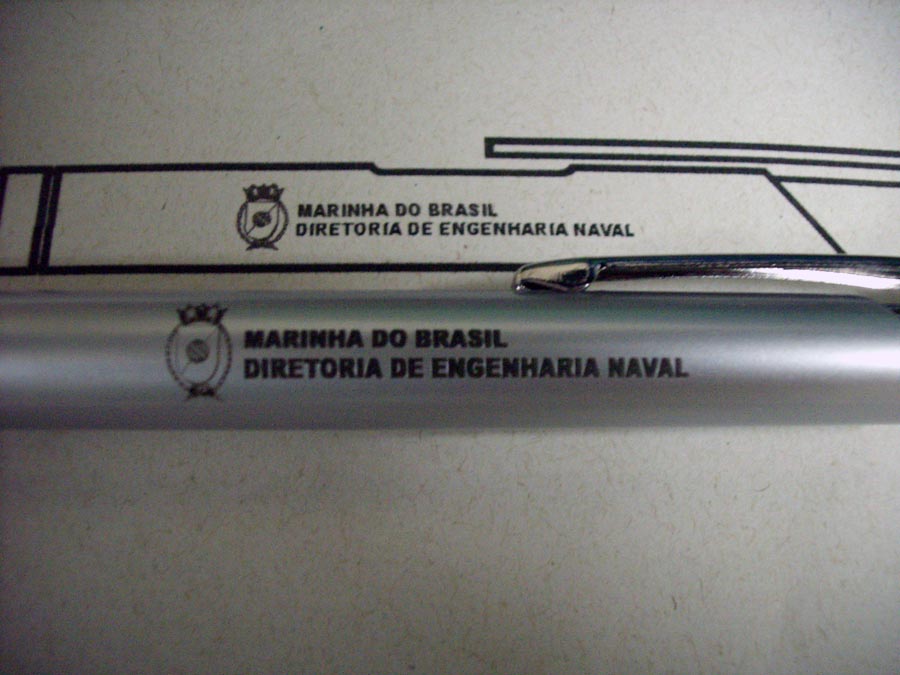 MARINHA DO BRASIL
DIRETORIA DE ENGENHARIA NAVAL
MARINHA DO BRASIL
DIRETORIA DE ENGENHARIA NAVAL